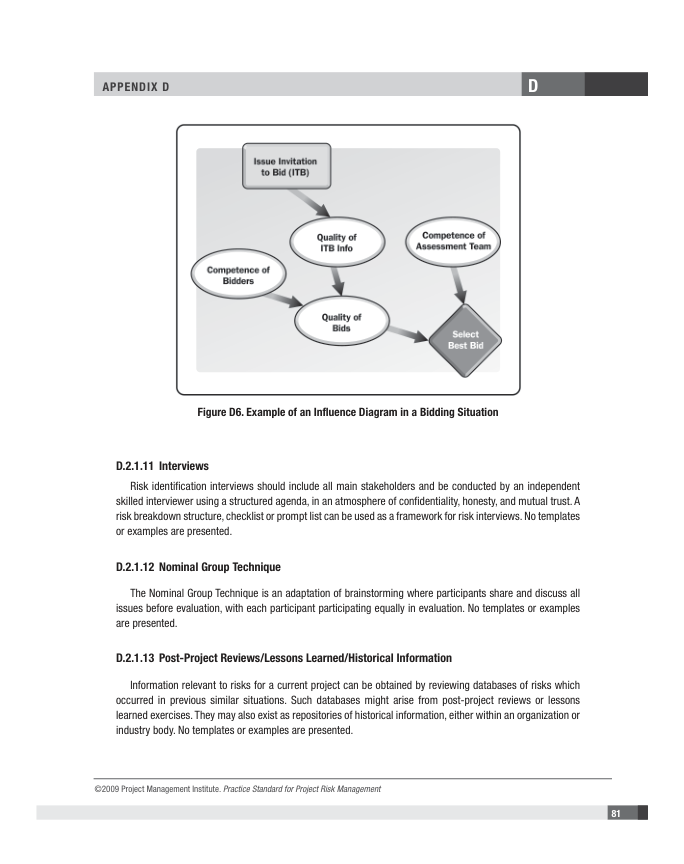 APPENDIX D
D
Issue Invitation
to Bid (ITB)
Quality of
ITB Info
Competence of
Assessment Team
Competence of
Bidders
Quality of
Bids
Select
Best Bid
Figure D6. Example of an Influence Diagram in a Bidding Situation
D.2.1.11 Interviews
Risk identification interviews should include all main stakeholders and be conducted by an independent
skilled interviewer using a structured agenda, in an atmosphere of confidentiality, honesty, and mutual trust. A
risk breakdown structure, checklist or prompt list can be used as a framework for risk interviews. No templates
or examples are presented.
D.2.1.12 Nominal Group Technique
The Nominal Group Technique is an adaptation of brainstorming where participants share and discuss all
issues before evaluation, with each participant participating equally in evaluation. No templates or examples
are presented.
D.2.1.13 Post-Project Reviews/Lessons Learned/Historical Information
Information relevant to risks for a current project can be obtained by reviewing databases of risks which
occurred in previous similar situations. Such databases might arise from post-project reviews or lessons
learned exercises. They may also exist as repositories of historical information, either within an organization or
industry body. No templates or examples are presented.
©2009 Project Management Institute. Practice Standard for Project Risk Management
81